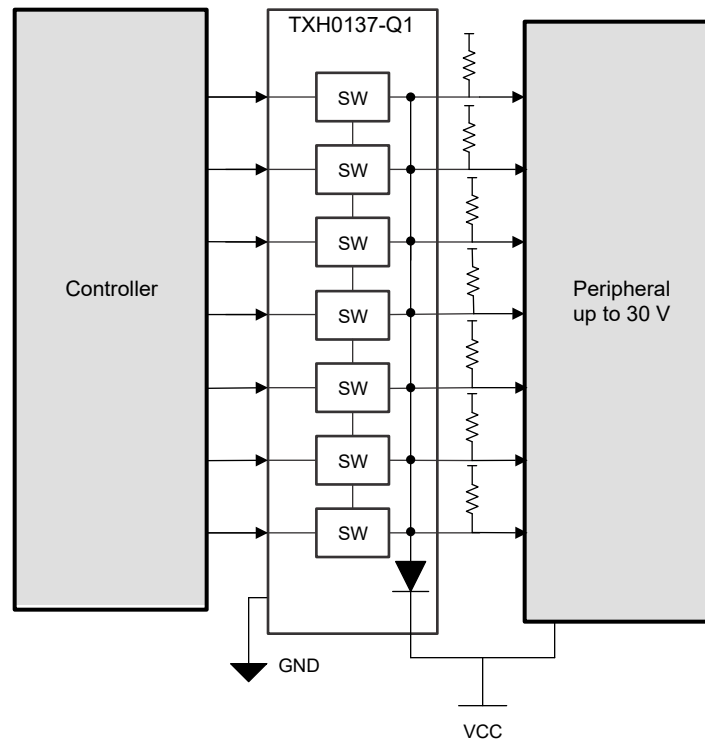 TXH0137-Q1
SW
SW
SW
Controller
SW
Peripheral
up to 30 V
SW
SW
SW
GND
VCC